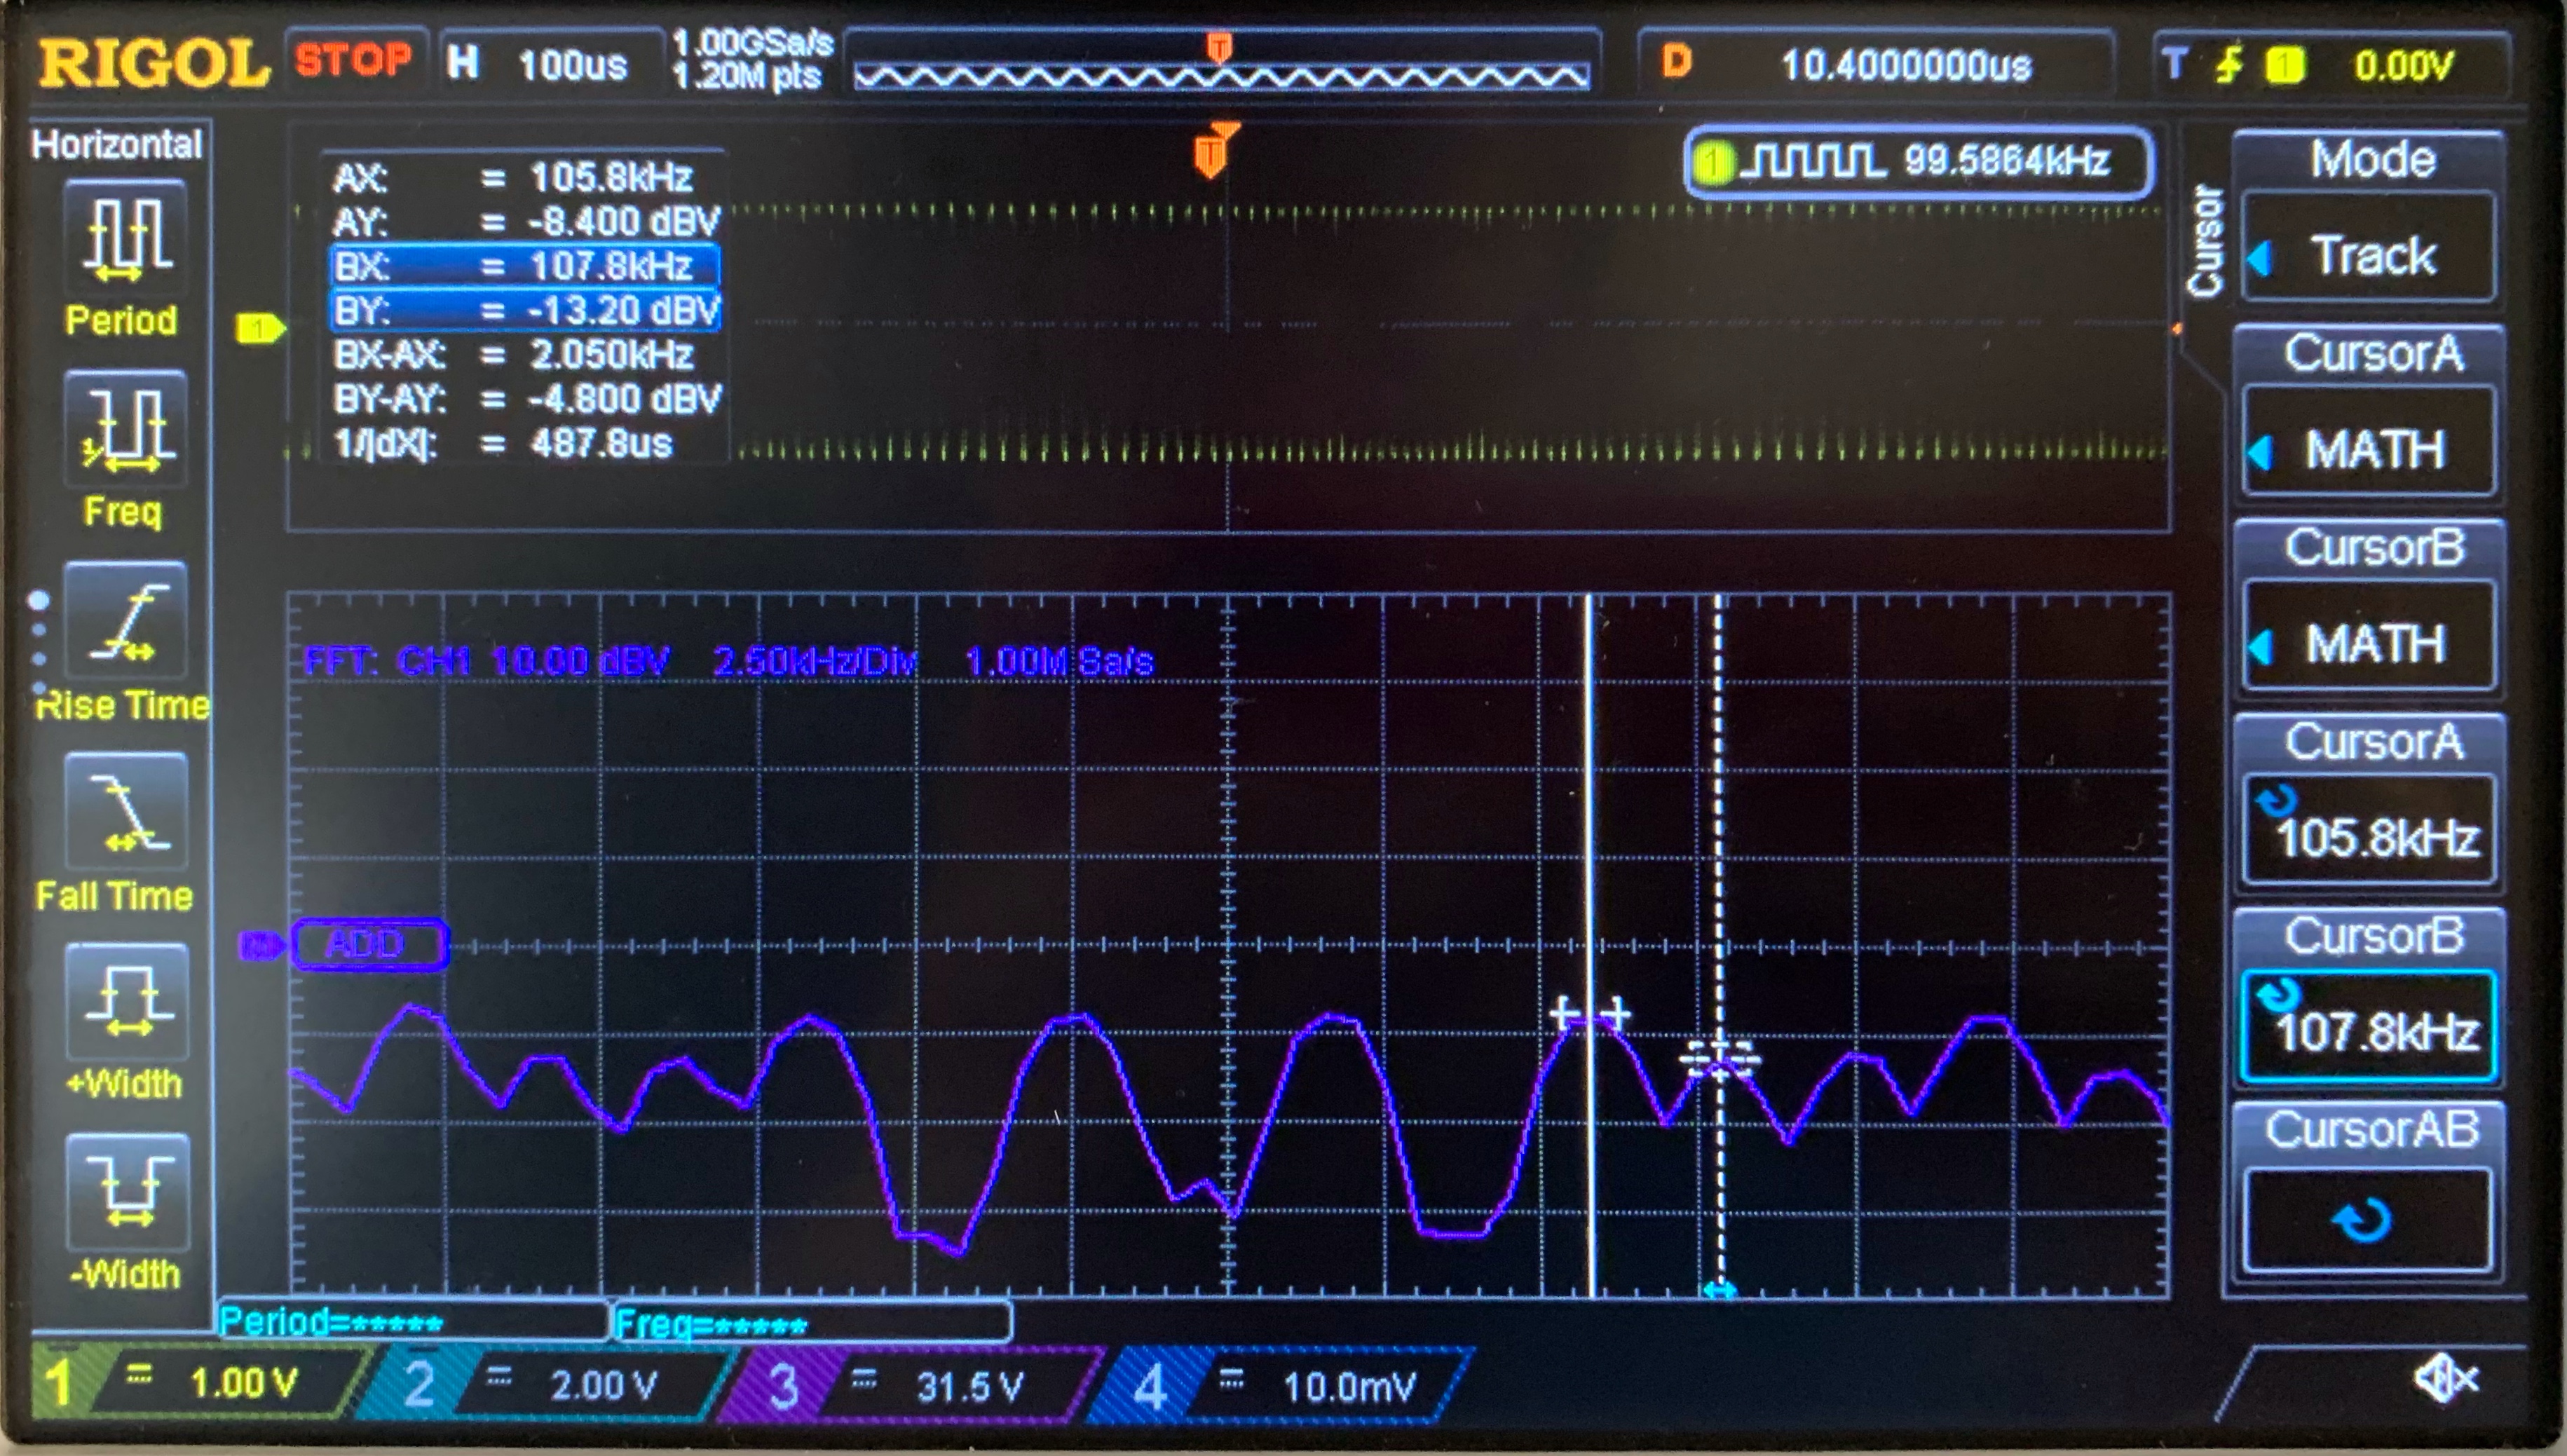 RIGOL STOP H 100us 1.00GSa/s 1.20M pts T D 10.4000000us T 1 0.00V
Horizontal
Period
Freq
Rise Time
Fall Time
+Width
-Width
T
AX: = 105.8kHz
AY: = -8.400 dBV
BX: = 107.8kHz
BY: = -13.20 dBV
BX-AX: = 2.050kHz
BY-AY: = -4.800 dBV
1/|dX|: = 487.8us
1 99.5864kHz
1
FFT: CH1 10.00 dBV 2.50kHz/Div 1.00M Sa/s
ADD
Cursor
Mode
Track
CursorA
MATH
CursorB
MATH
CursorA
105.8kHz
CursorB
107.8kHz
CursorAB
Period=***** Freq=*****
1 1.00 V 2 2.00 V 3 31.5 V 4 10.0mV